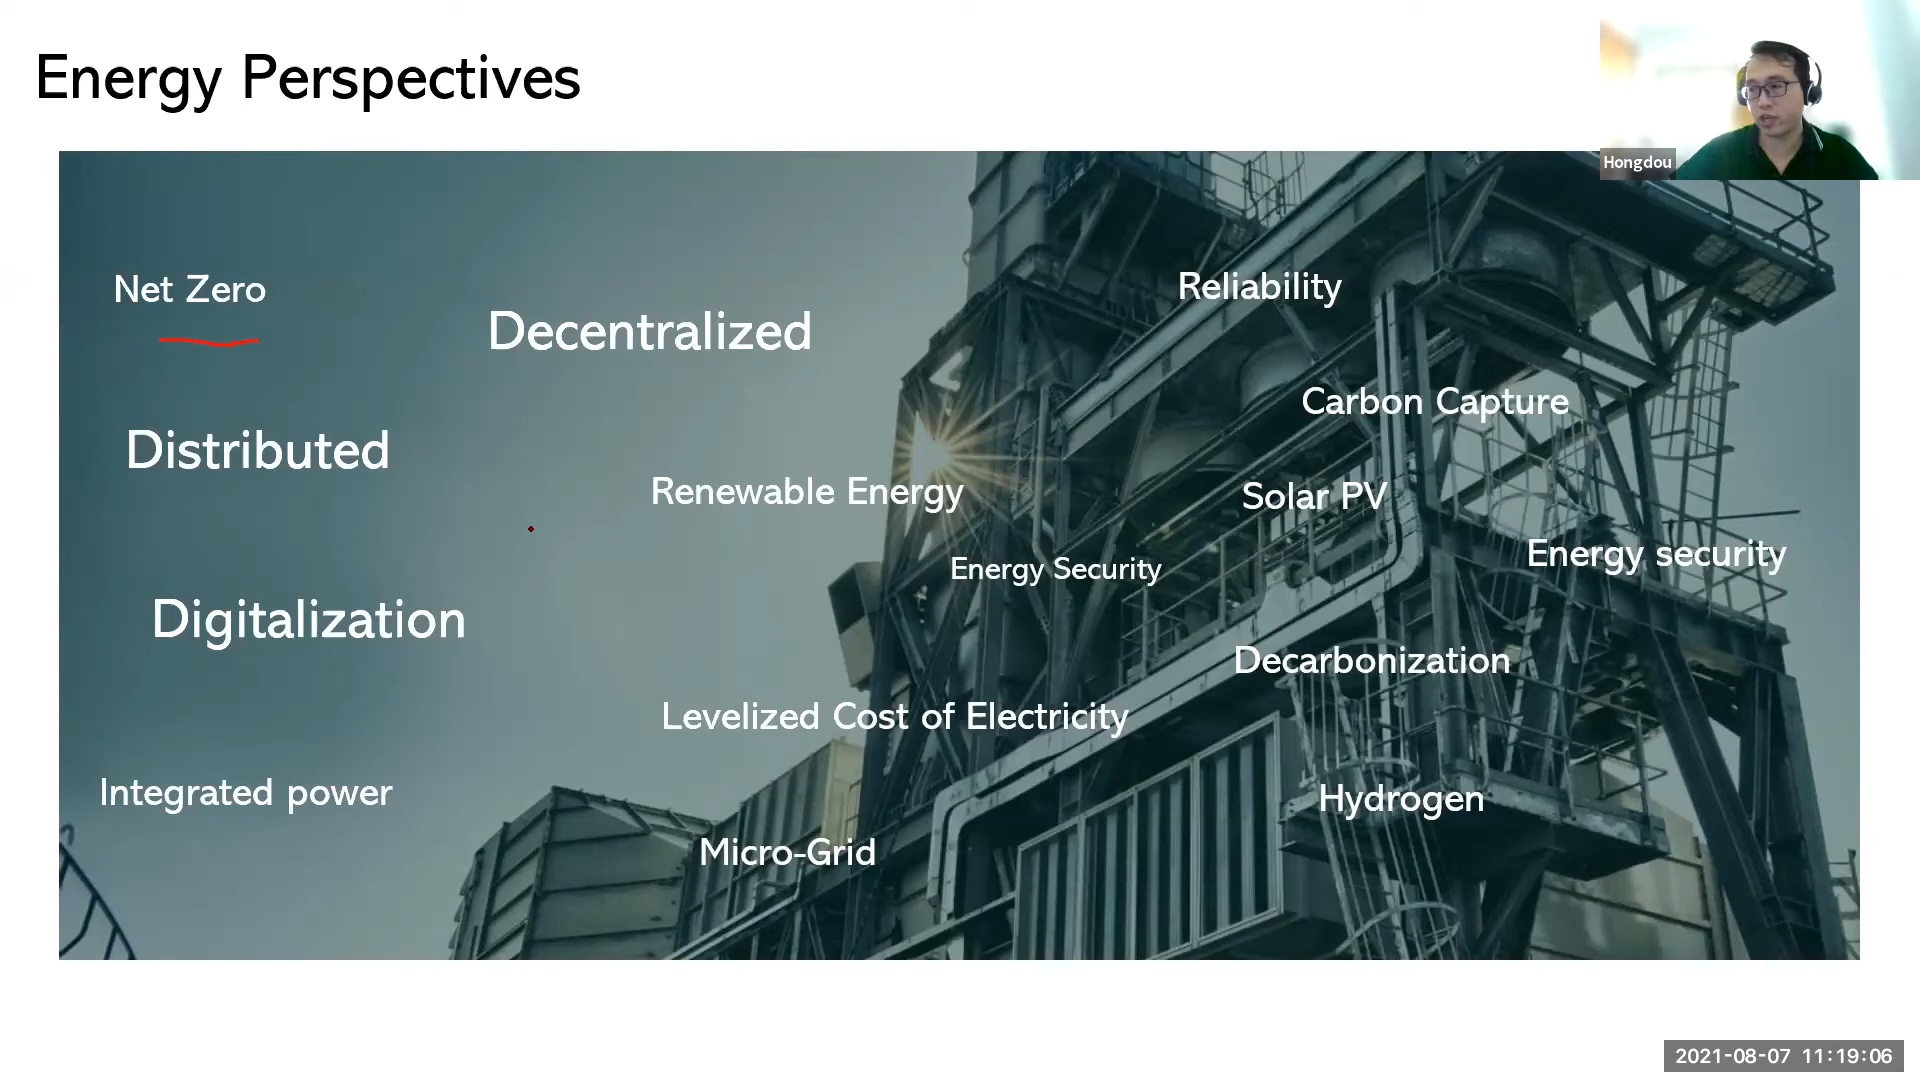 Energy Perspectives
Hongdou
Net Zero
Reliability
Decentralized
Carbon Capture
Distributed
Renewable Energy
Solar PV
Energy Security
Energy security
Digitalization
Decarbonization
Levelized Cost of Electricity
Integrated power
Hydrogen
Micro-Grid
2021-08-07 11:19:06